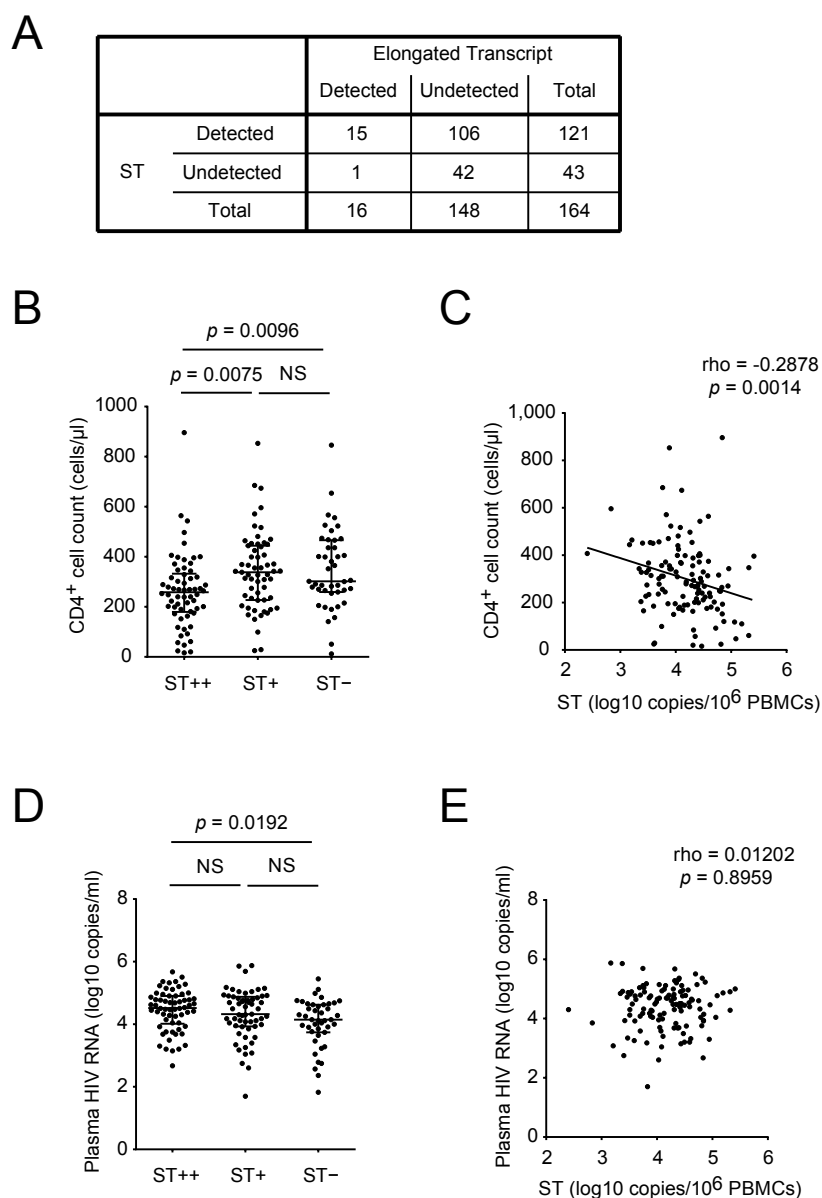 A
Elongated Transcript
Detected Undetected Total
ST
Detected 15 106 121
Undetected 1 42 43
Total 16 148 164
B
p = 0.0096
p = 0.0075 NS
CD4+ cell count (cells/µl)
1000
800
600
400
200
0
ST++ ST+ ST−
C
rho = -0.2878
p = 0.0014
CD4+ cell count (cells/µl)
1,000
800
600
400
200
0
2 3 4 5 6
ST (log10 copies/10⁶ PBMCs)
D
p = 0.0192
NS NS
Plasma HIV RNA (log10 copies/ml)
8
6
4
2
0
ST++ ST+ ST−
E
rho = 0.01202
p = 0.8959
Plasma HIV RNA (log10 copies/ml)
8
6
4
2
0
2 3 4 5 6
ST (log10 copies/10⁶ PBMCs)